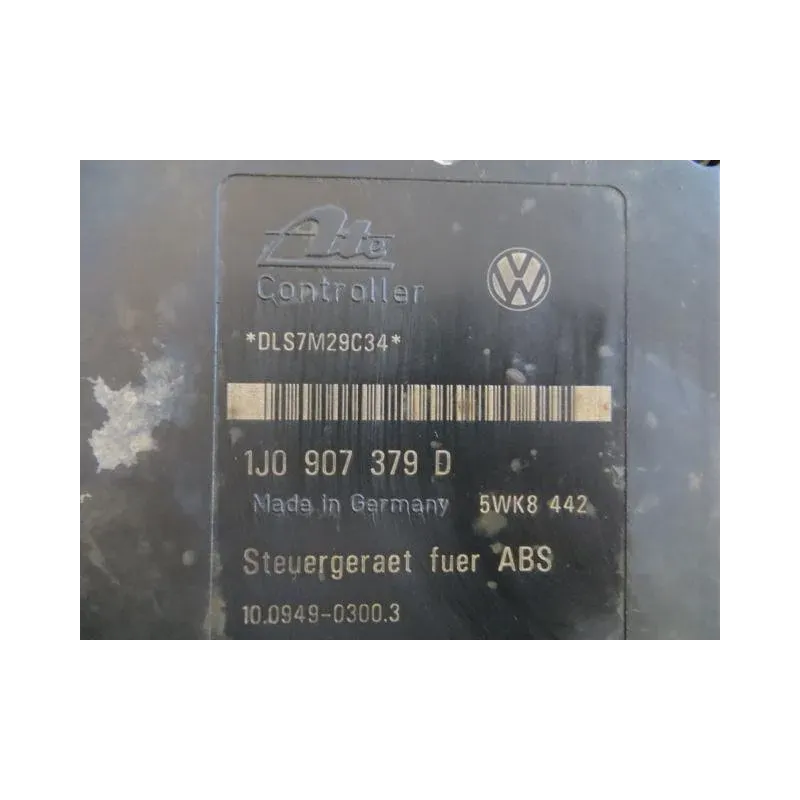 Ate
Controller
*DLS7M29C34*
1J0 907 379 D
Made in Germany 5WK8 442
Steuergeraet fuer ABS
10.0949-0300.3